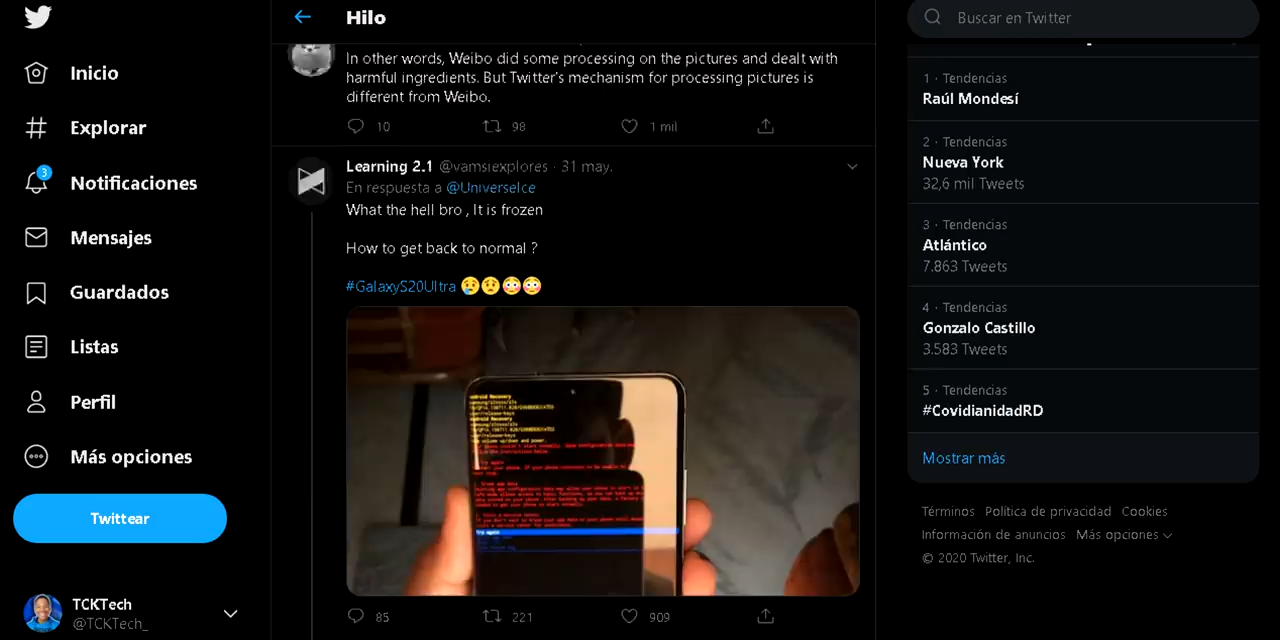 Inicio
Explorar
3
Notificaciones
Mensajes
Guardados
Listas
Perfil
Más opciones
Twittear
TCKTech
@TCKTech_
Hilo
In other words, Weibo did some processing on the pictures and dealt with
harmful ingredients. But Twitter's mechanism for processing pictures is
different from Weibo.
10 98 1 mil
Learning 2.1 @vamsiexplores · 31 may.
En respuesta a @UniverseIce
What the hell bro , It is frozen
How to get back to normal ?
#GalaxyS20Ultra
Android Recovery
Android Recovery
Try again
85 221 909
Buscar en Twitter
1 · Tendencias
Raúl Mondesí
2 · Tendencias
Nueva York
32,6 mil Tweets
3 · Tendencias
Atlántico
7.863 Tweets
4 · Tendencias
Gonzalo Castillo
3.583 Tweets
5 · Tendencias
#CovidianidadRD
Mostrar más
Términos Política de privacidad Cookies
Información de anuncios Más opciones
© 2020 Twitter, Inc.